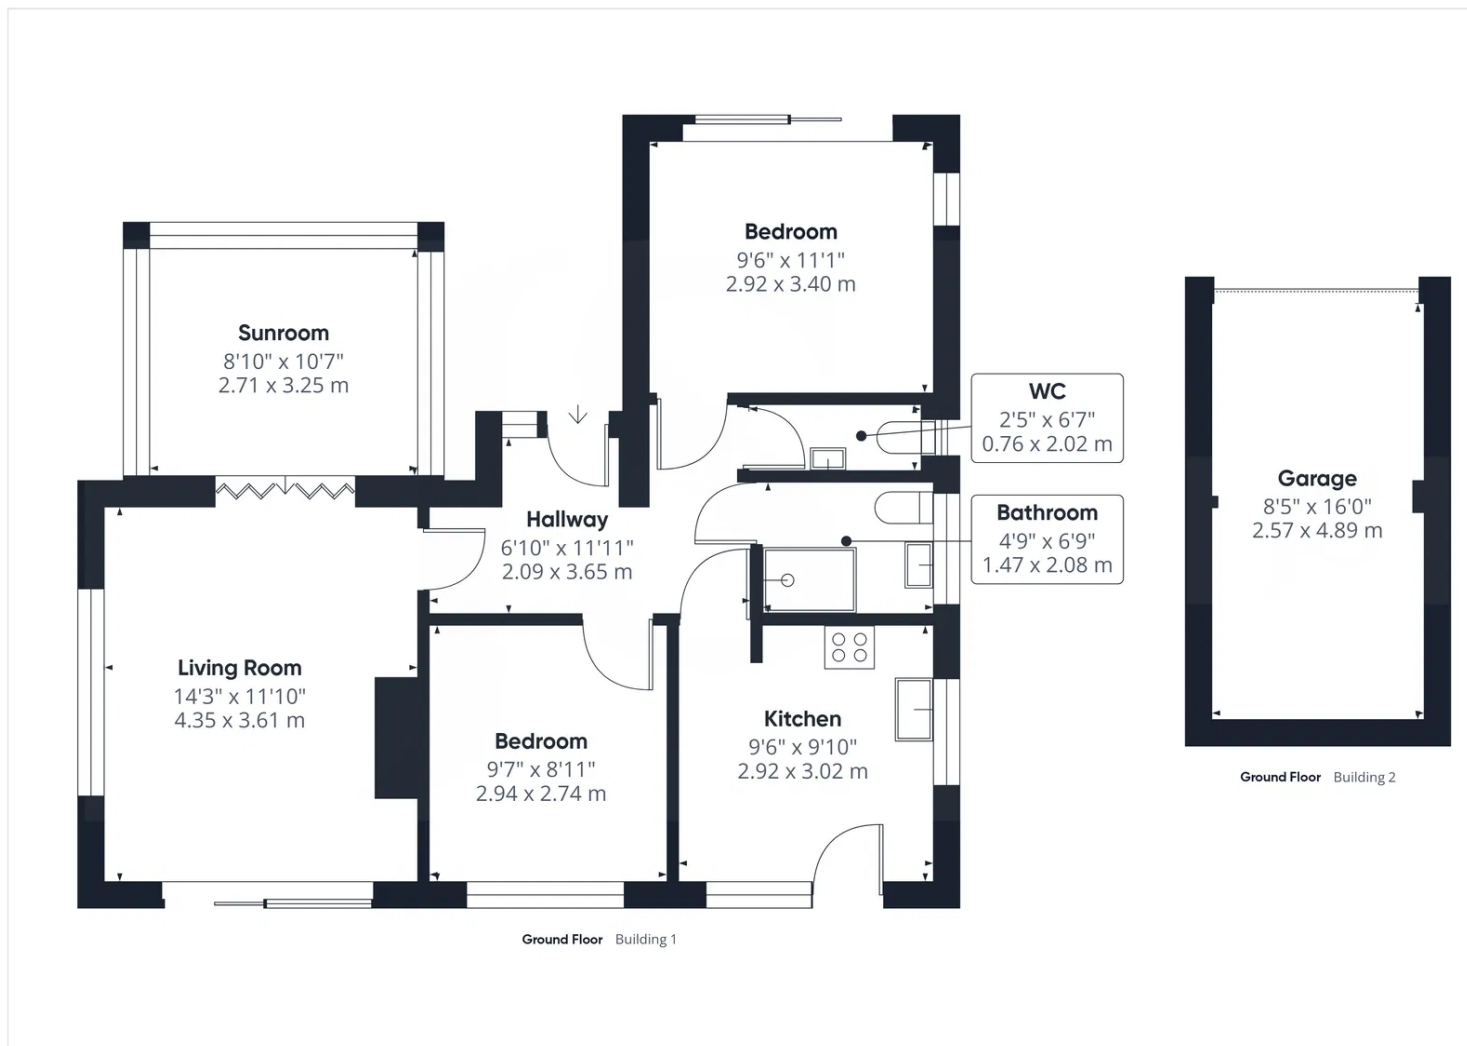 Bedroom
9'6" x 11'1"
2.92 x 3.40 m
Sunroom
8'10" x 10'7"
2.71 x 3.25 m
WC
2'5" x 6'7"
0.76 x 2.02 m
Hallway
6'10" x 11'11"
2.09 x 3.65 m
Bathroom
4'9" x 6'9"
1.47 x 2.08 m
Living Room
14'3" x 11'10"
4.35 x 3.61 m
Bedroom
9'7" x 8'11"
2.94 x 2.74 m
Kitchen
9'6" x 9'10"
2.92 x 3.02 m
Ground Floor Building 1
Garage
8'5" x 16'0"
2.57 x 4.89 m
Ground Floor Building 2